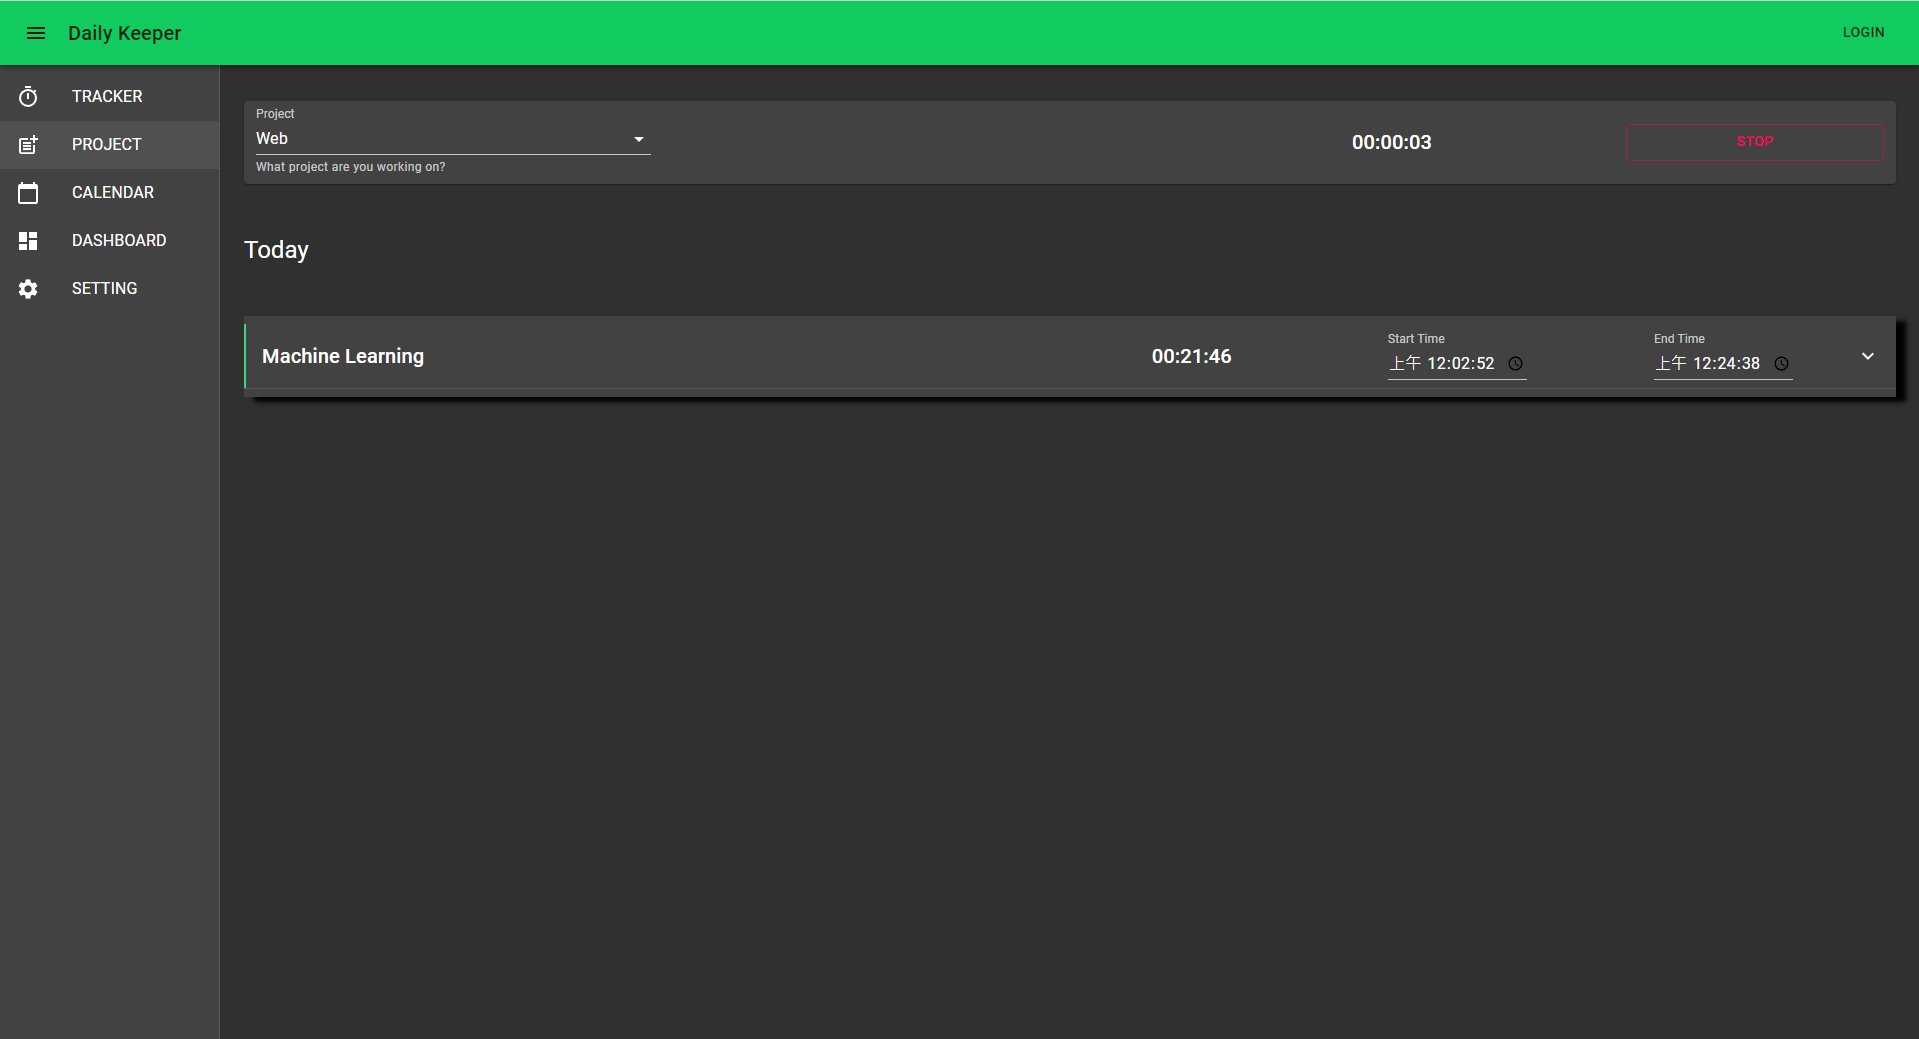 Daily Keeper
LOGIN
TRACKER
PROJECT
CALENDAR
DASHBOARD
SETTING
Project
Web
What project are you working on?
00:00:03
STOP
Today
Machine Learning
00:21:46
Start Time
上午 12:02:52
End Time
上午 12:24:38